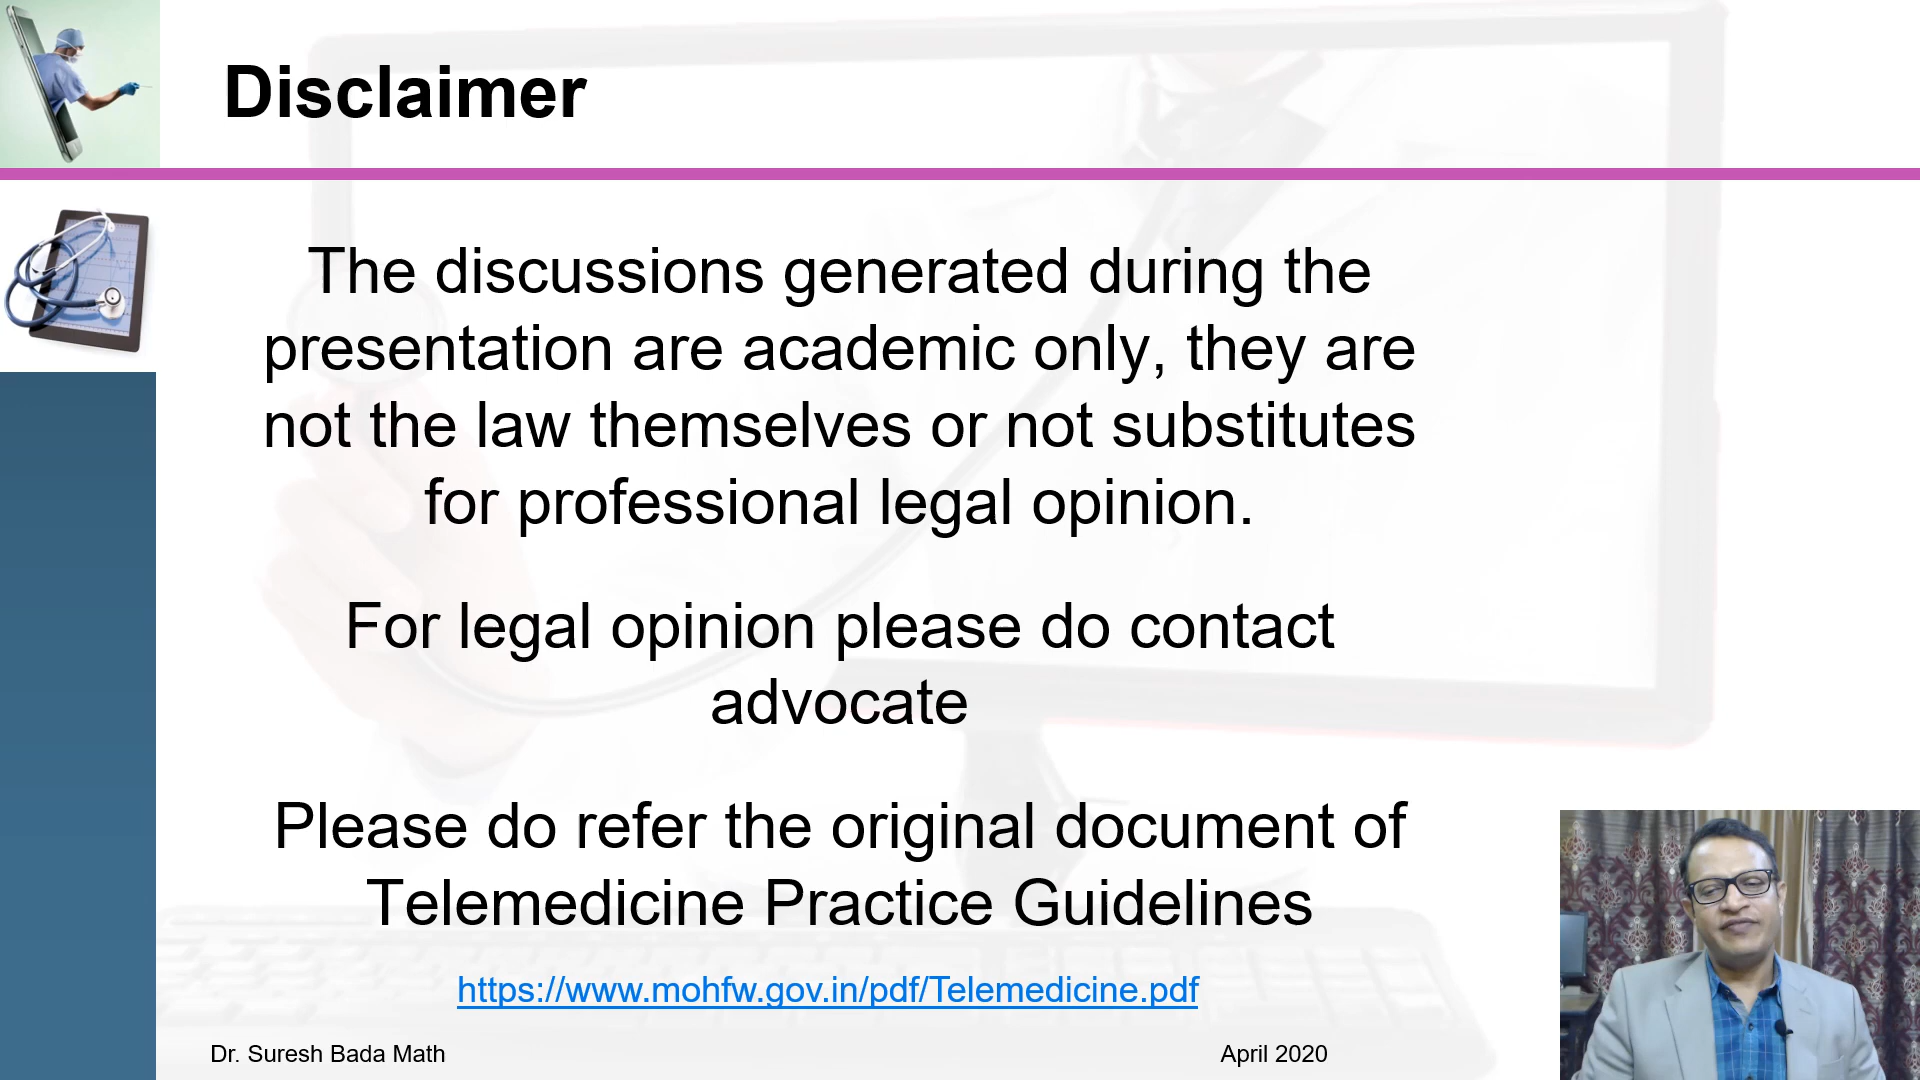 Disclaimer
The discussions generated during the
presentation are academic only, they are
not the law themselves or not substitutes
for professional legal opinion.
For legal opinion please do contact
advocate
Please do refer the original document of
Telemedicine Practice Guidelines
https://www.mohfw.gov.in/pdf/Telemedicine.pdf
Dr. Suresh Bada Math
April 2020